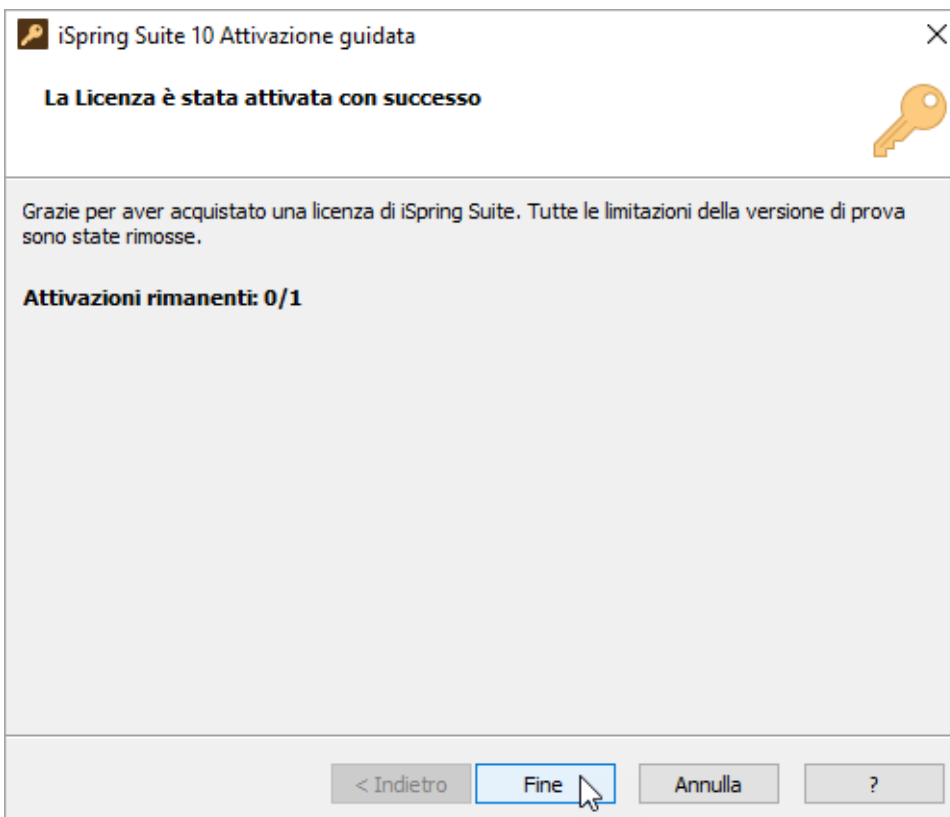 iSpring Suite 10 Attivazione guidata
La Licenza è stata attivata con successo
Grazie per aver acquistato una licenza di iSpring Suite. Tutte le limitazioni della versione di prova
sono state rimosse.
Attivazioni rimanenti: 0/1
< Indietro
Fine
Annulla
?